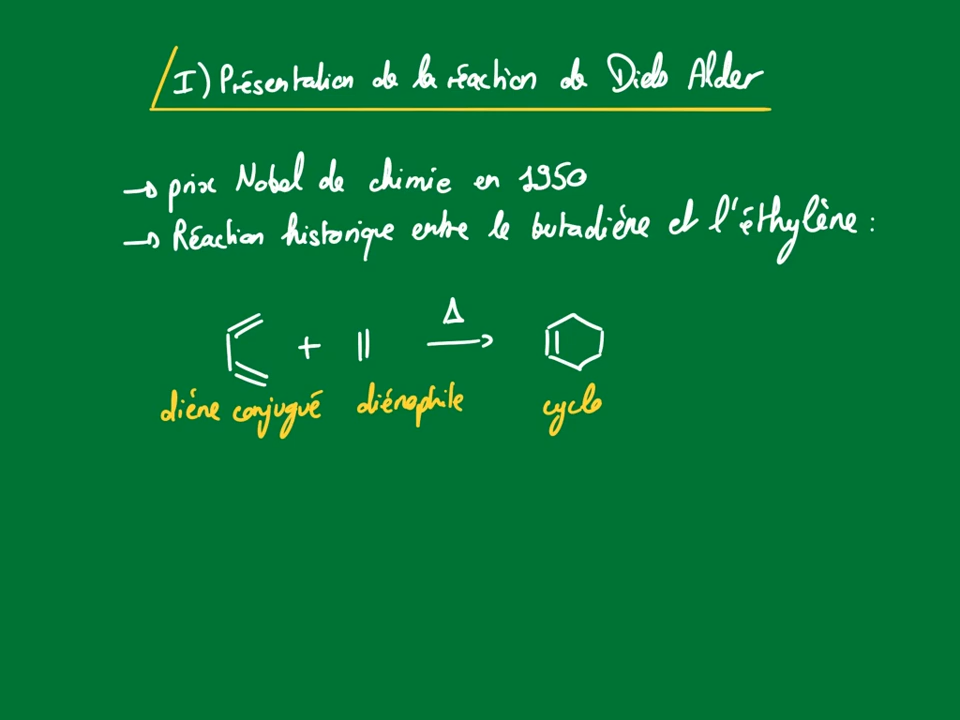 I) Présentation de la réaction de Diels Alder
→ prix Nobel de chimie en 1950
→ Réaction historique entre le butadiène et l'éthylène :
+ || Δ →
diène conjugué diénophile cyclo